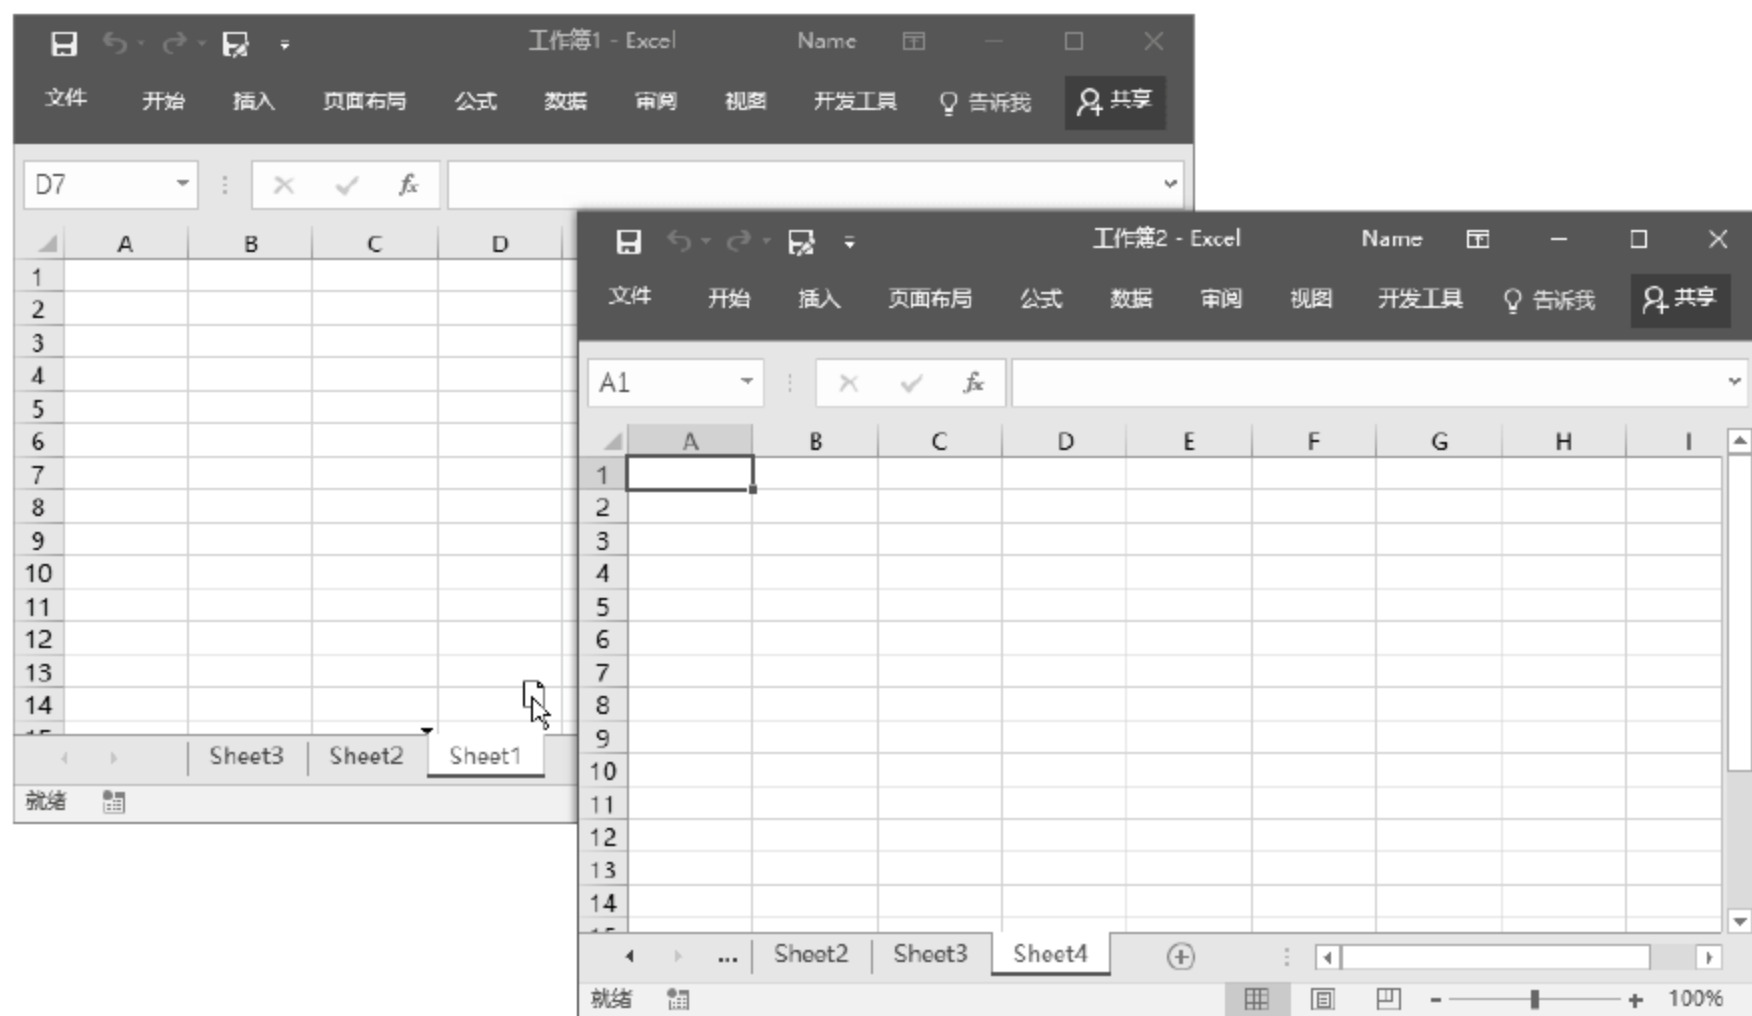 工作簿1 - Excel
Name
文件 开始 插入 页面布局 公式 数据 审阅 视图 开发工具 告诉我 共享
D7
fx
A B C D
1
2
3
4
5
6
7
8
9
10
11
12
13
14
Sheet3 Sheet2 Sheet1
就绪
工作簿2 - Excel
Name
文件 开始 插入 页面布局 公式 数据 审阅 视图 开发工具 告诉我 共享
A1
fx
A B C D E F G H I
1
2
3
4
5
6
7
8
9
10
11
12
13
14
... Sheet2 Sheet3 Sheet4
就绪
100%